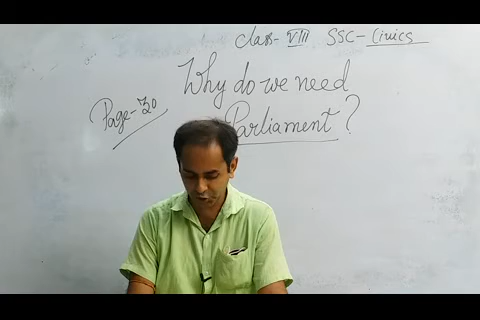 Class- VIII SSC- Civics
Why do we need
Page-30
Parliament ?